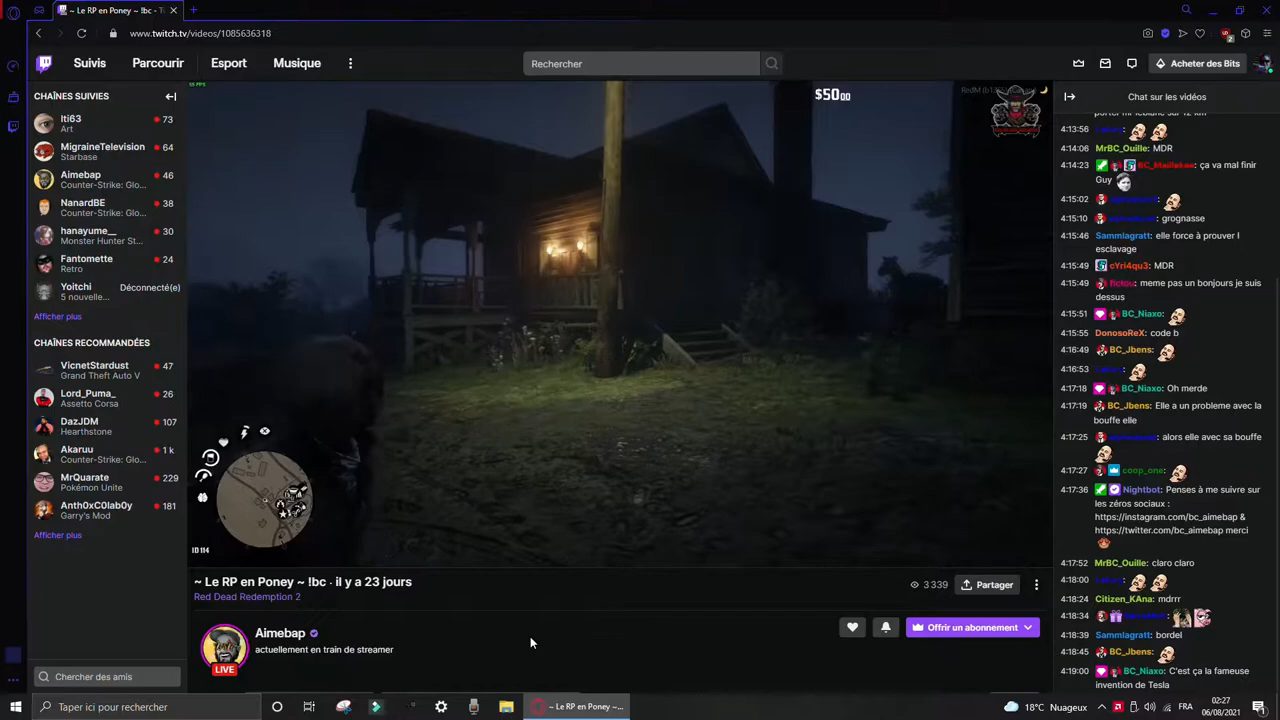 ~ Le RP en Poney ~ !bc - T
www.twitch.tv/videos/1085636318
Suivis
Parcourir
Esport
Musique
Rechercher
Acheter des Bits
CHAÎNES SUIVIES
Iti63
73
Art
MigraineTelevision
64
Starbase
Aimebap
46
Counter-Strike: Glo...
NanardBE
38
Counter-Strike: Glo...
hanayume__
30
Monster Hunter St...
Fantomette
24
Retro
Yoitchi
Déconnecté(e)
5 nouvelle...
Afficher plus
CHAÎNES RECOMMANDÉES
VicnetStardust
47
Grand Theft Auto V
Lord_Puma_
26
Assetto Corsa
DazJDM
107
Hearthstone
Akaruu
1 k
Counter-Strike: Glo...
MrQuarate
229
Pokémon Unite
Anth0xC0lab0y
181
Garry's Mod
Afficher plus
Chercher des amis
55 FPS
$5000
ID 114
~ Le RP en Poney ~ !bc · il y a 23 jours
Red Dead Redemption 2
3 339
Partager
Aimebap
actuellement en train de streamer
LIVE
Offrir un abonnement
Chat sur les vidéos
4:13:56
4:14:06 MrBC_Ouille: MDR
4:14:23 : ça va mal finir
Guy
4:15:02
4:15:10 : grognasse
4:15:46 Sammlagratt: elle force à prouver l
esclavage
4:15:49 cYri4qu3: MDR
4:15:49 fictou: meme pas un bonjours je suis
dessus
4:15:51 BC_Niaxo:
4:15:55 DonosoReX: code b
4:16:49 BC_Jbens:
4:16:53
4:17:18 BC_Niaxo: Oh merde
4:17:19 BC_Jbens: Elle a un probleme avec la
bouffe elle
4:17:25 : alors elle avec sa bouffe
4:17:27 coop_one:
4:17:36 Nightbot: Penses à me suivre sur
les zéros sociaux :
https://instagram.com/bc_aimebap &
https://twitter.com/bc_aimebap merci
4:17:52 MrBC_Ouille: claro claro
4:18:00
4:18:24 Citizen_KAna: mdrrr
4:18:34
4:18:39 Sammlagratt: bordel
4:18:45 BC_Jbens:
4:19:00 BC_Niaxo: C'est ça la fameuse
invention de Tesla
Taper ici pour rechercher
~ Le RP en Poney ~...
18°C Nuageux
FRA
02:27
06/08/2021